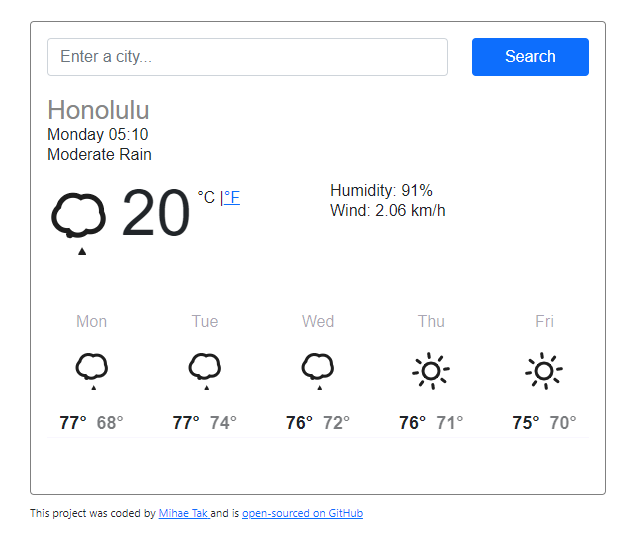 Enter a city...
Search
Honolulu
Monday 05:10
Moderate Rain
20 °C |°F
Humidity: 91%
Wind: 2.06 km/h
Mon Tue Wed Thu Fri
77° 68° 77° 74° 76° 72° 76° 71° 75° 70°
This project was coded by Mihae Tak and is open-sourced on GitHub